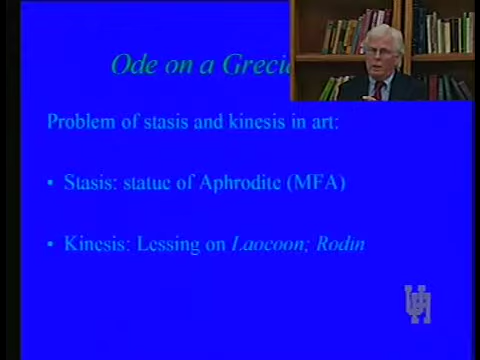 Ode on a Grecia
Problem of stasis and kinesis in art:
• Stasis: statue of Aphrodite (MFA)
• Kinesis: Lessing on Laocoon; Rodin
UH